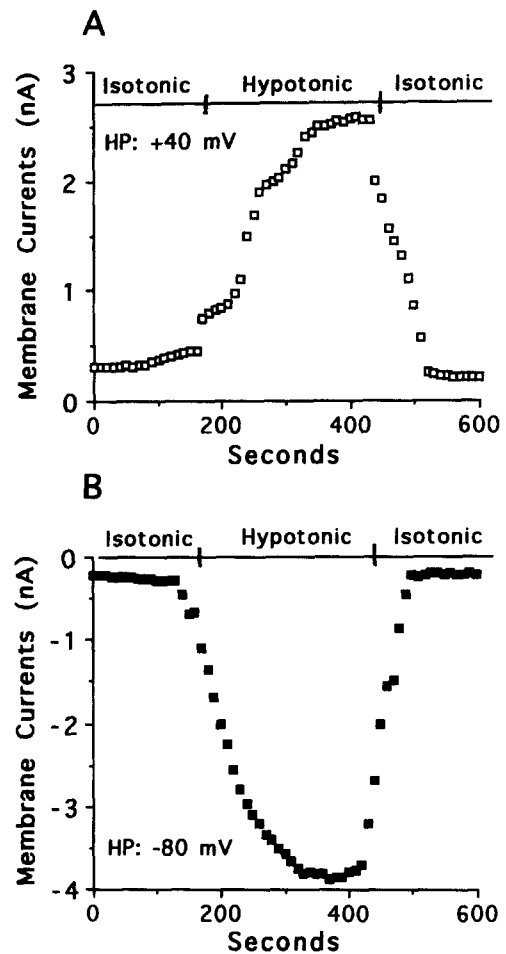 A
Isotonic Hypotonic Isotonic
HP: +40 mV
Membrane Currents (nA)
3
2
1
0
0 200 400 600
Seconds
B
Isotonic Hypotonic Isotonic
HP: -80 mV
Membrane Currents (nA)
0
-1
-2
-3
-4
0 200 400 600
Seconds